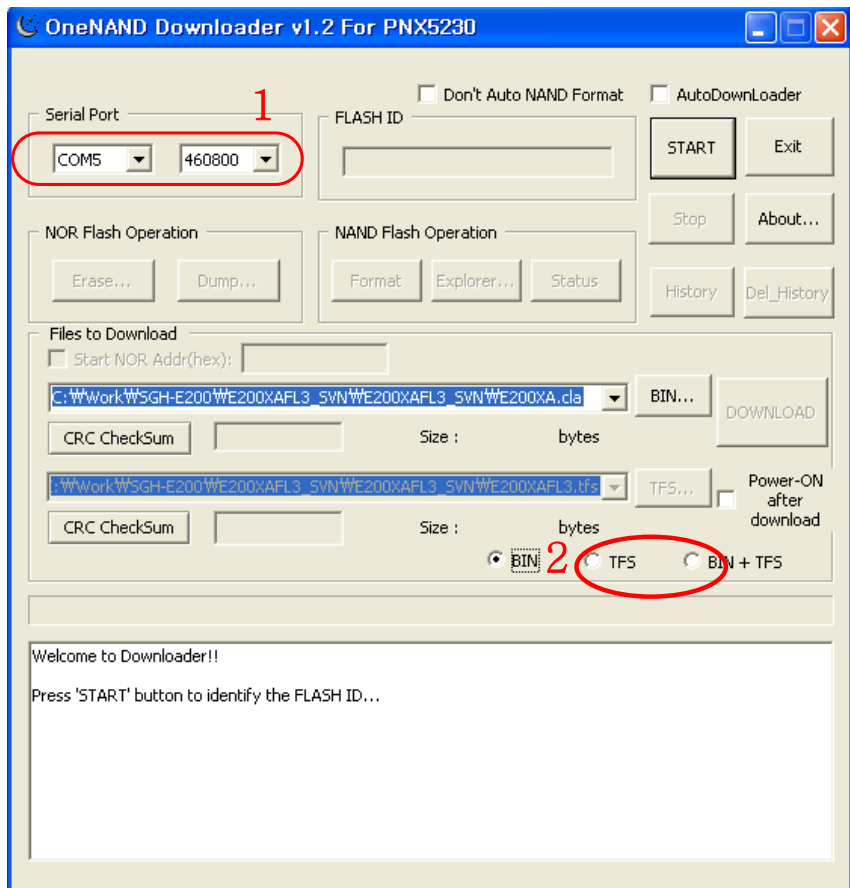 OneNAND Downloader v1.2 For PNX5230
Don't Auto NAND Format
AutoDownLoader
Serial Port
1
FLASH ID
COM5
460800
START
Exit
Stop
About...
NOR Flash Operation
NAND Flash Operation
Erase...
Dump...
Format
Explorer...
Status
History
Del_History
Files to Download
Start NOR Addr(hex):
C:₩Work₩SGH-E200₩E200XAFL3_SVN₩E200XAFL3_SVN₩E200XA.cla
BIN...
DOWNLOAD
CRC CheckSum
Size :
bytes
:₩Work₩SGH-E200₩E200XAFL3_SVN₩E200XAFL3_SVN₩E200XAFL3.tfs
TFS...
Power-ON
after
download
CRC CheckSum
Size :
bytes
BIN
2
TFS
BIN + TFS
Welcome to Downloader!!
Press 'START' button to identify the FLASH ID...